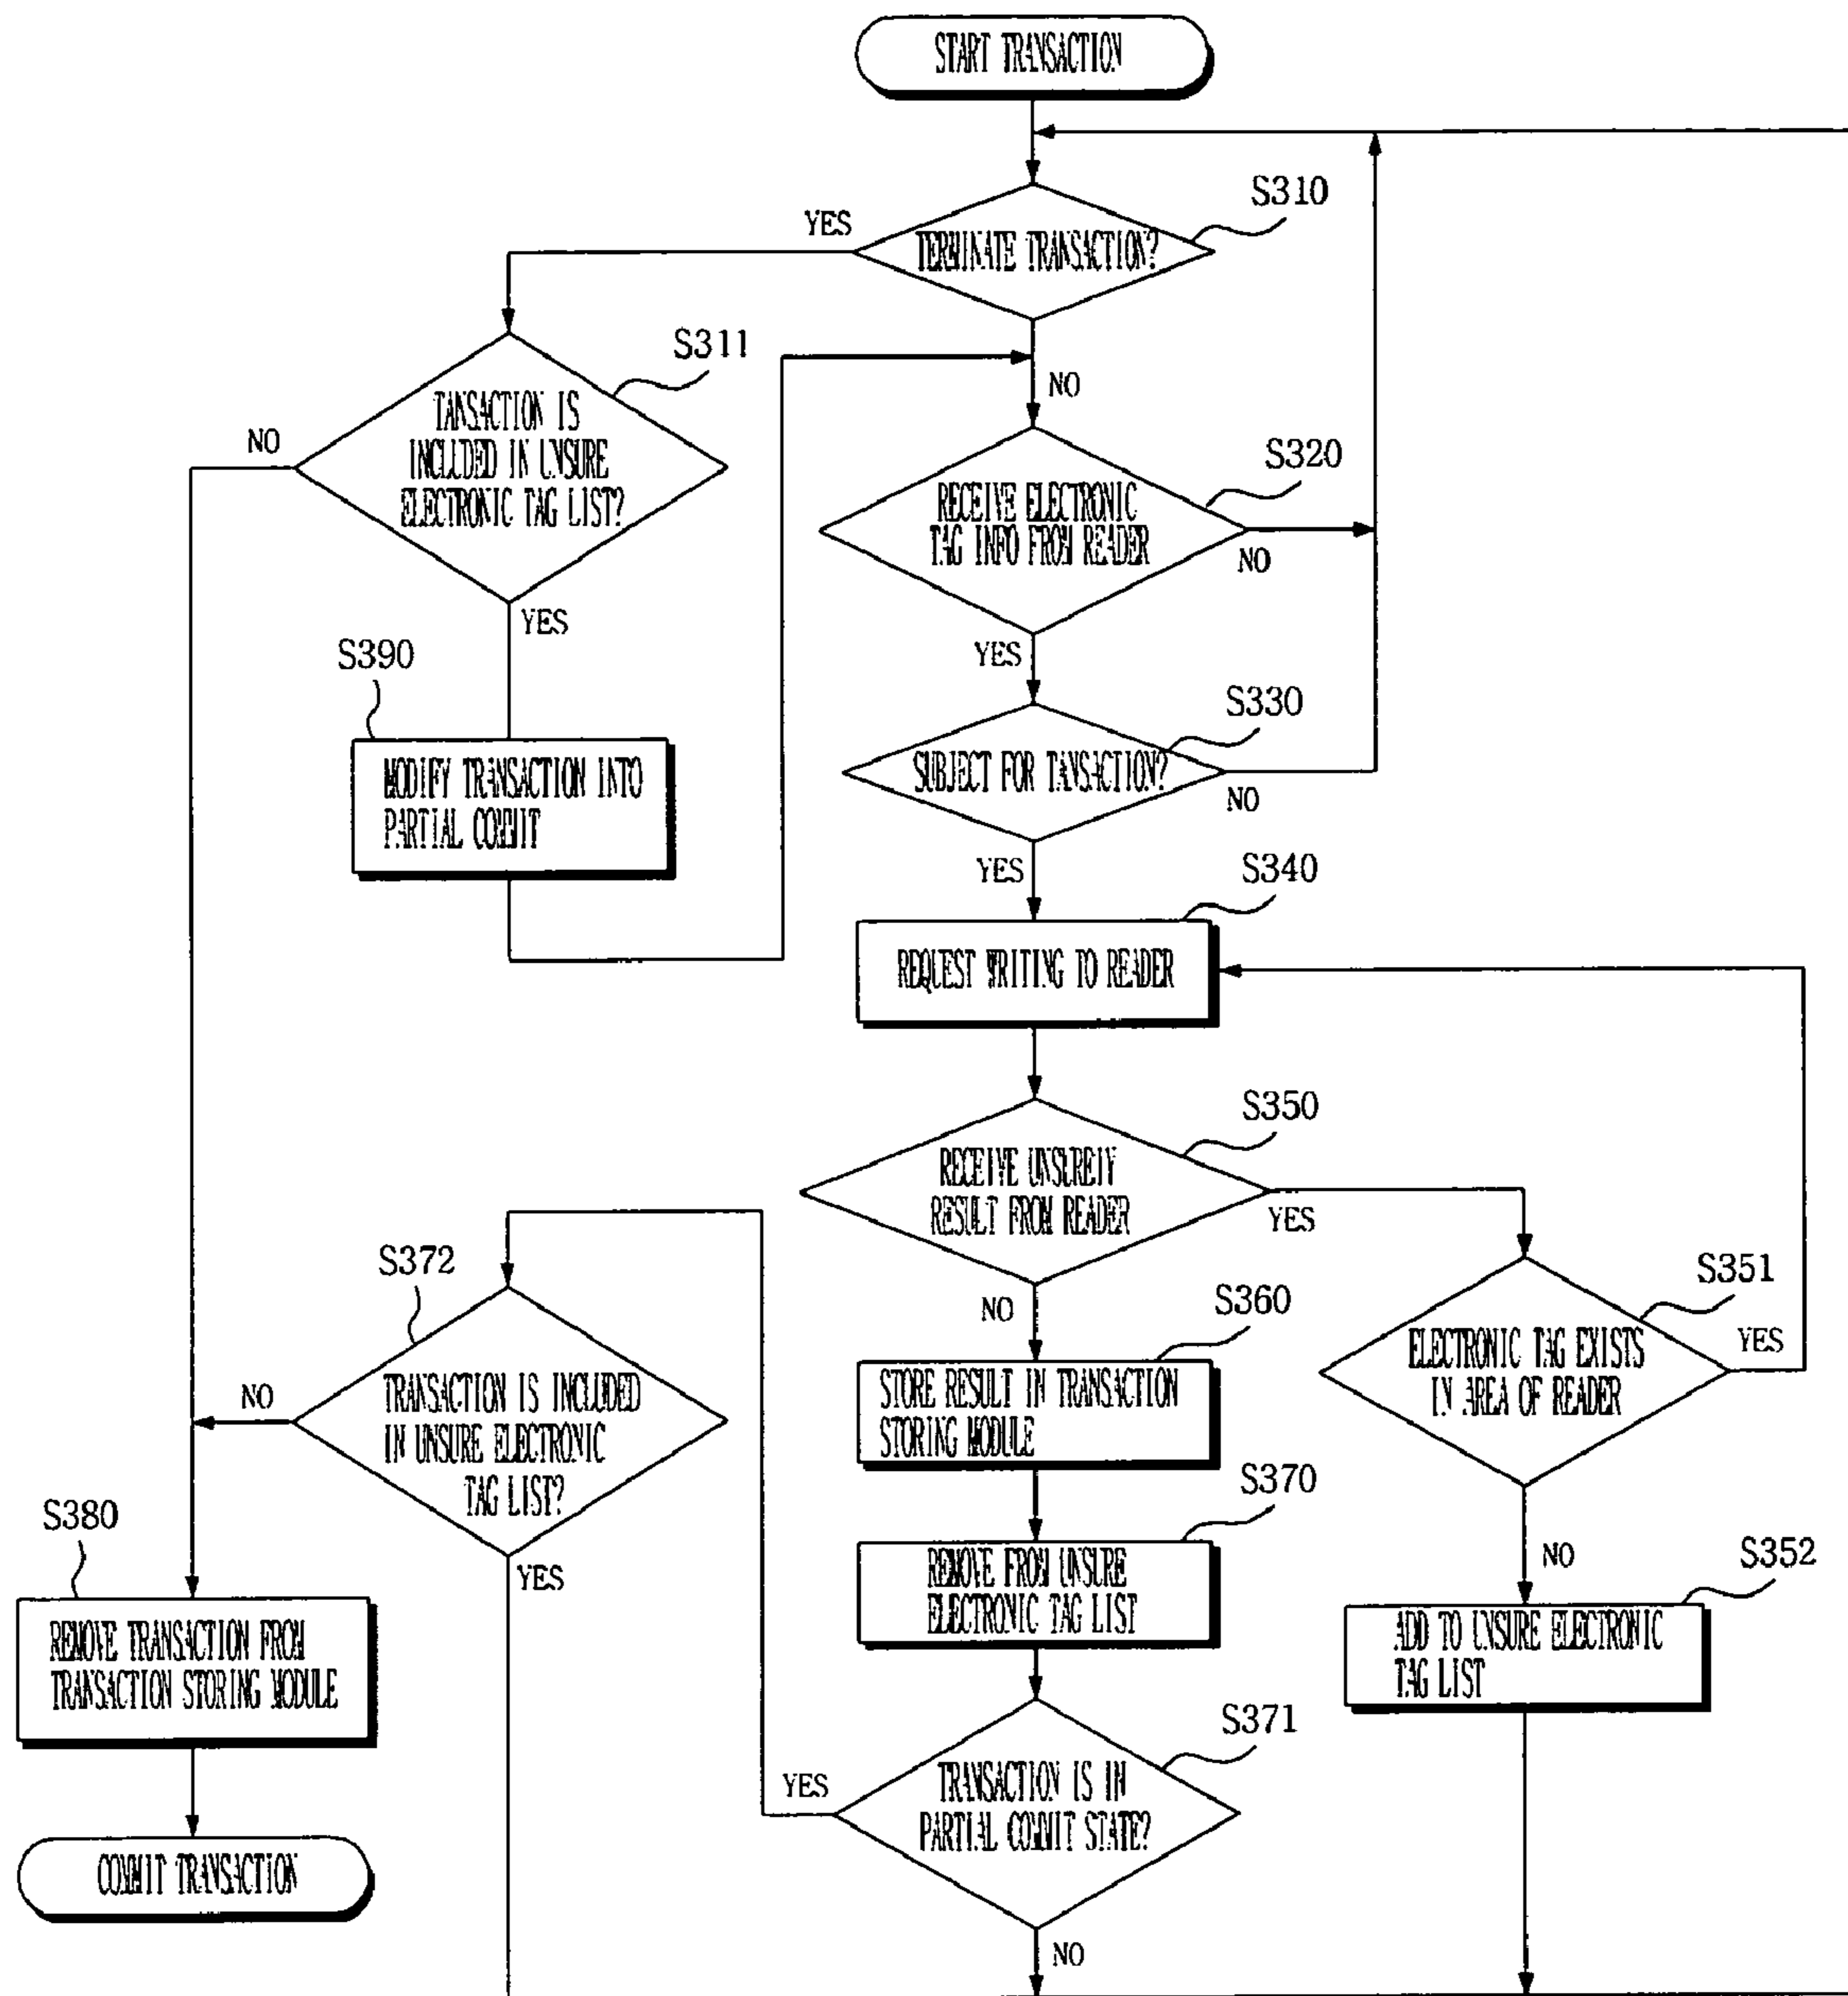 START TRANSACTION
S310
YES
TERMINATE TRANSACTION?
S311
NO
TANSACTION IS
INCLUDED IN UNSURE
ELECTRONIC TAG LIST?
NO
S320
RECEIVE ELECTRONIC
TAG INFO FROM READER
NO
YES
YES
S390
MODIFY TRANSACTION INTO
PARTIAL COMMIT
S330
SUBJECT FOR TANSACTION?
NO
YES
S340
REQUEST WRITING TO READER
S350
RECEIVE UNSURELY
RESULT FROM READER
YES
NO
S351
ELECTRONIC TAG EXISTS
IN AREA OF READER
YES
NO
S372
TRANSACTION IS INCLUDED
IN UNSURE ELECTRONIC
TAG LIST?
NO
YES
S360
STORE RESULT IN TRANSACTION
STORING MODULE
S370
REMOVE FROM UNSURE
ELECTRONIC TAG LIST
S352
ADD TO UNSURE ELECTRONIC
TAG LIST
S380
REMOVE TRANSACTION FROM
TRANSACTION STORING MODULE
S371
TRANSACTION IS IN
PARTIAL COMMIT STATE?
YES
NO
COMMIT TRANSACTION